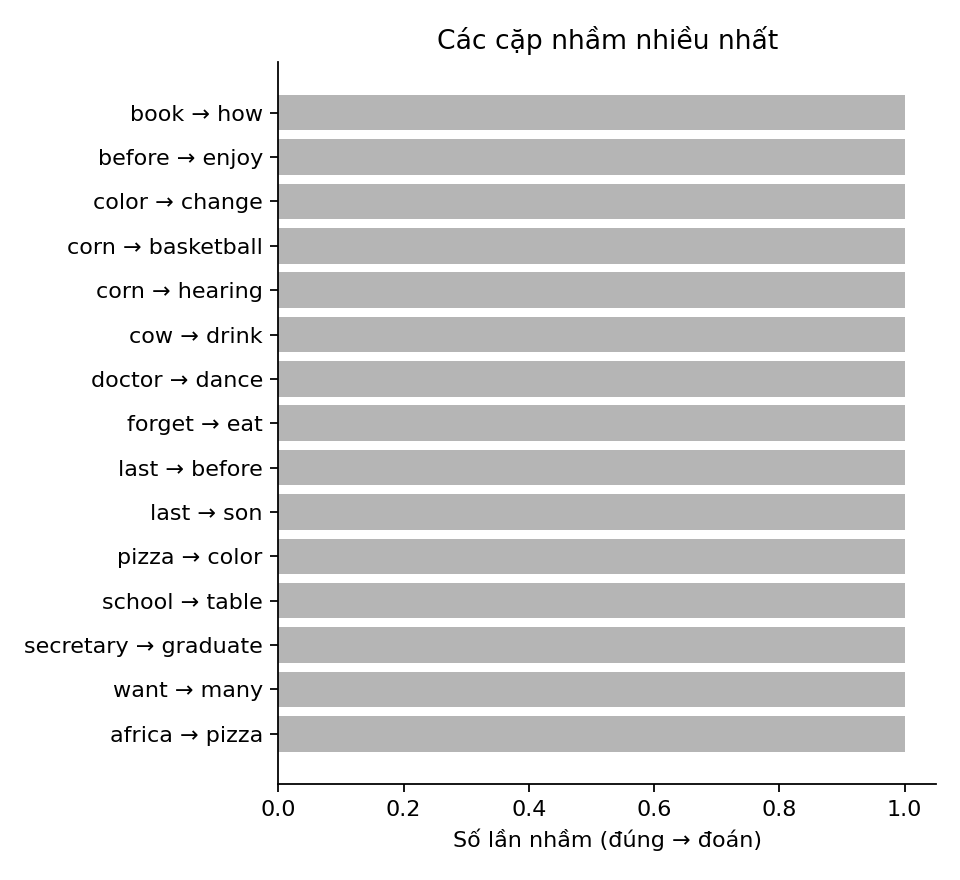 Các cặp nhầm nhiều nhất
book → how
before → enjoy
color → change
corn → basketball
corn → hearing
cow → drink
doctor → dance
forget → eat
last → before
last → son
pizza → color
school → table
secretary → graduate
want → many
africa → pizza
0.0 0.2 0.4 0.6 0.8 1.0
Số lần nhầm (đúng → đoán)